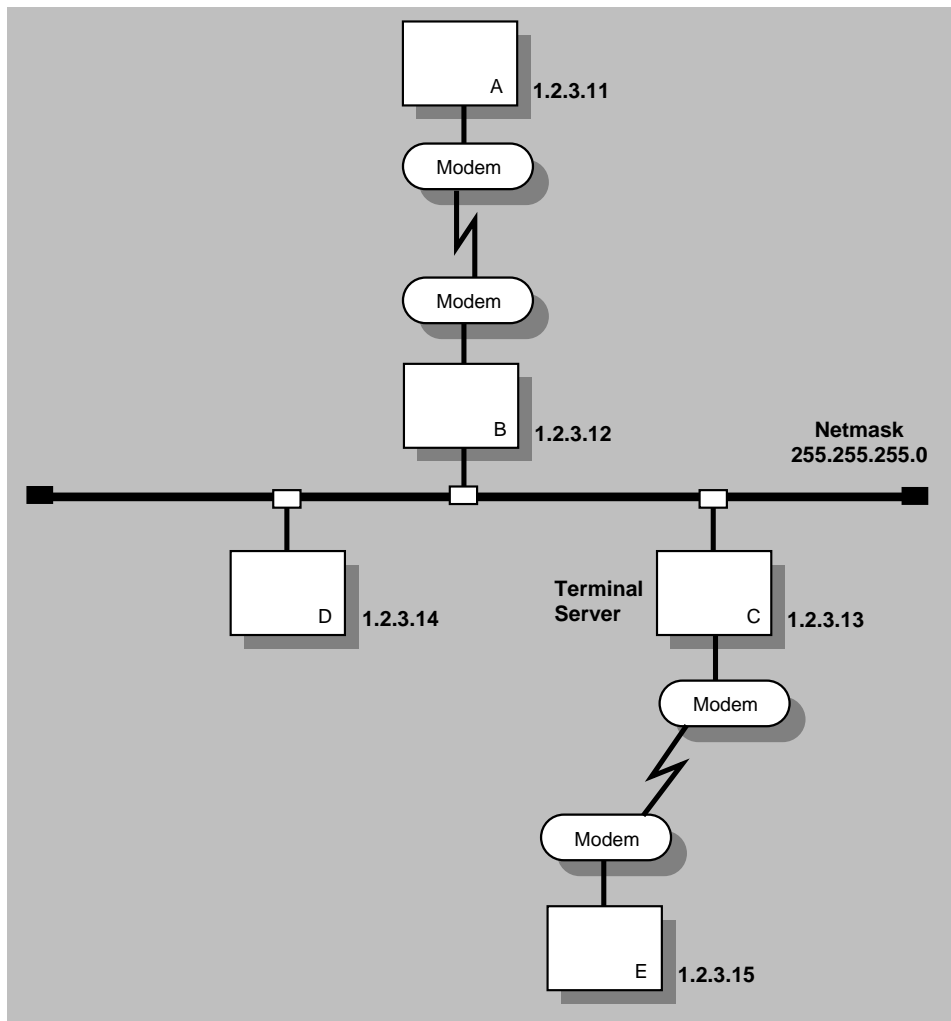 A
1.2.3.11
Modem
Modem
B
1.2.3.12
Netmask
255.255.255.0
D
1.2.3.14
Terminal
Server
C
1.2.3.13
Modem
Modem
E
1.2.3.15